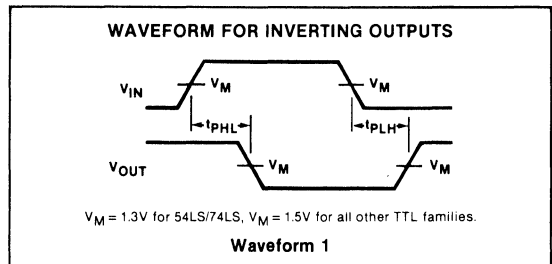 WAVEFORM FOR INVERTING OUTPUTS
VIN
VM
VM
tPHL
tPLH
VOUT
VM
VM
VM = 1.3V for 54LS/74LS, VM = 1.5V for all other TTL families.
Waveform 1